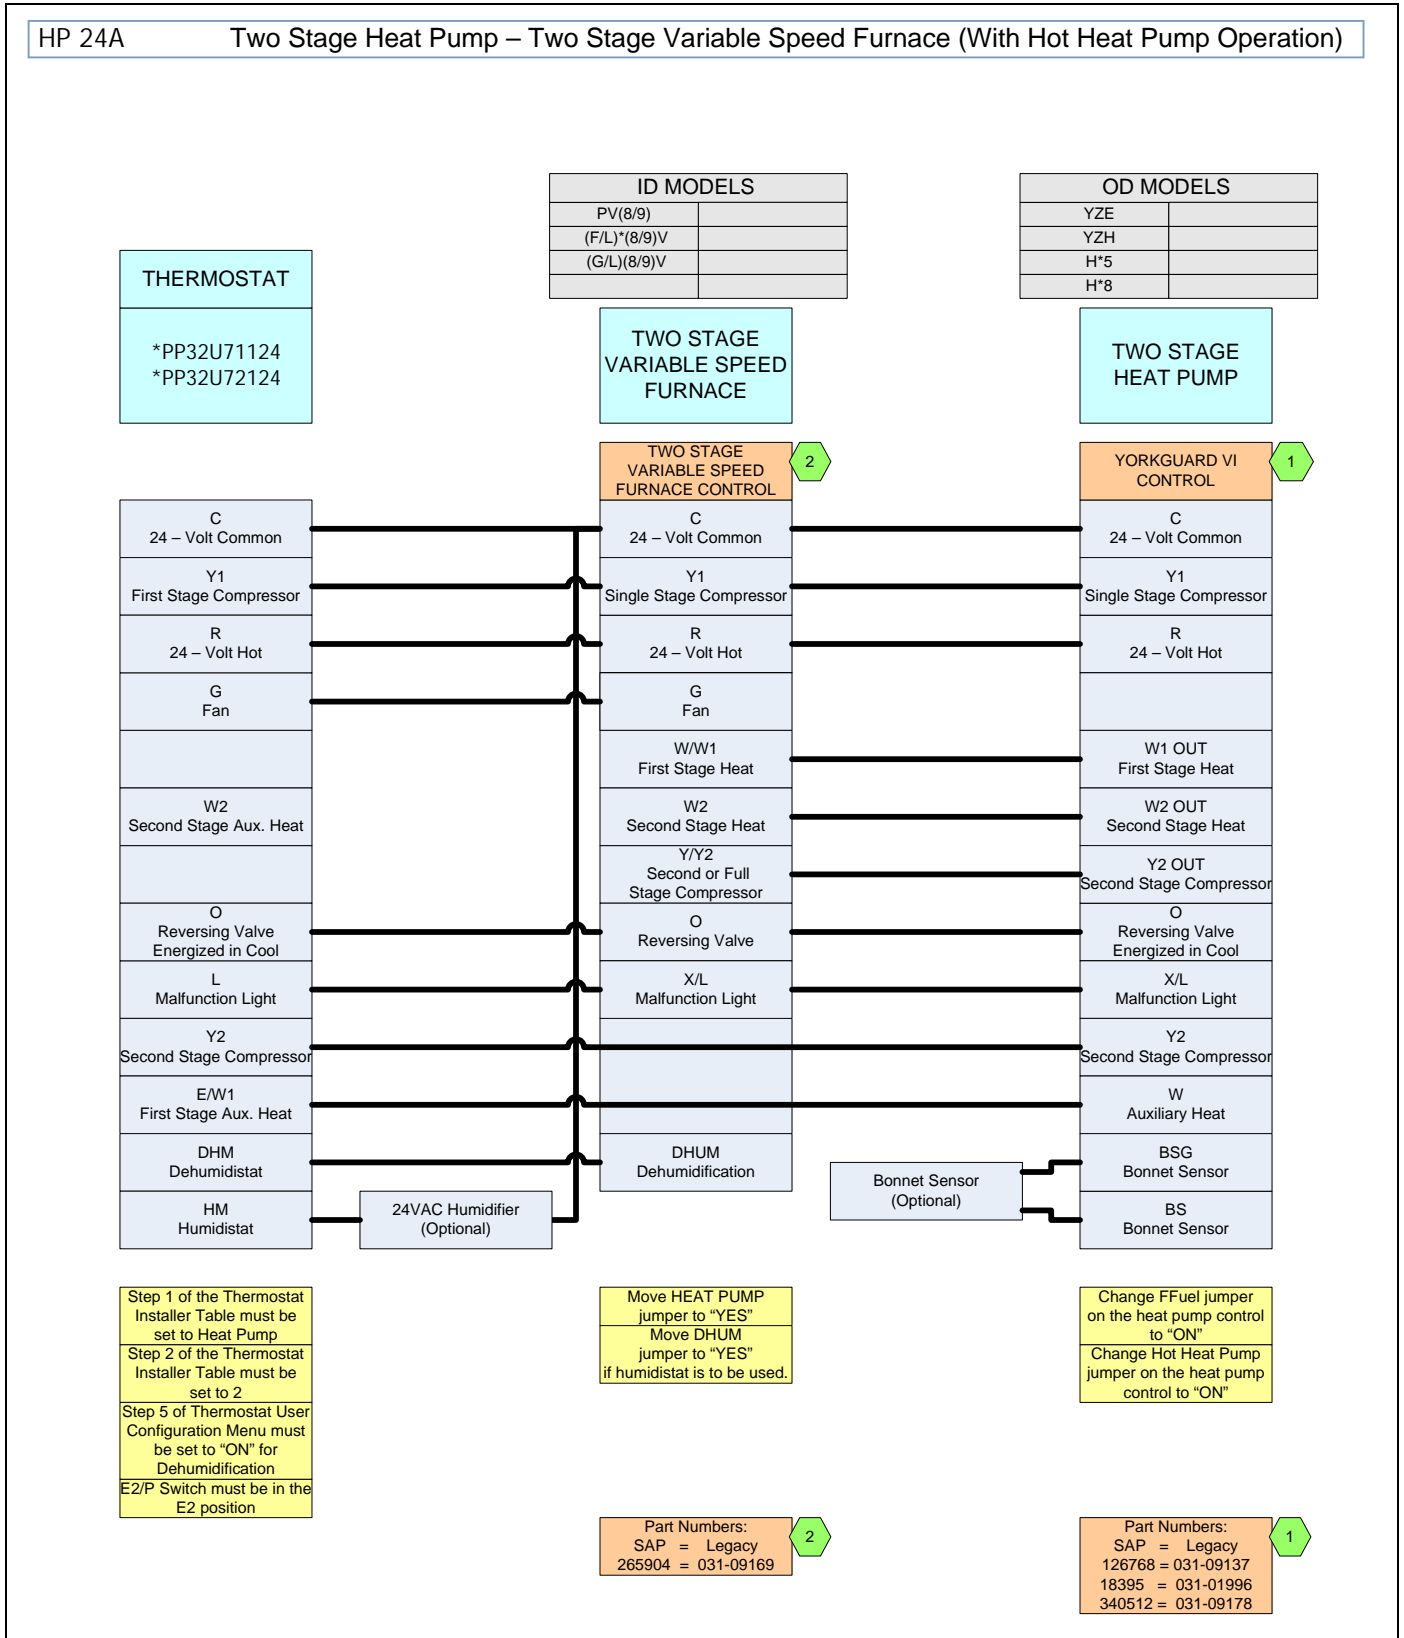 HP 24A
Two Stage Heat Pump – Two Stage Variable Speed Furnace (With Hot Heat Pump Operation)
ID MODELS
PV(8/9)
(F/L)*(8/9)V
(G/L)(8/9)V
OD MODELS
YZE
YZH
H*5
H*8
THERMOSTAT
*PP32U71124
*PP32U72124
TWO STAGE
VARIABLE SPEED
FURNACE
TWO STAGE
HEAT PUMP
TWO STAGE
VARIABLE SPEED
FURNACE CONTROL
2
YORKGUARD VI
CONTROL
1
C
24 – Volt Common
Y1
First Stage Compressor
R
24 – Volt Hot
G
Fan
W2
Second Stage Aux. Heat
O
Reversing Valve
Energized in Cool
L
Malfunction Light
Y2
Second Stage Compressor
E/W1
First Stage Aux. Heat
DHM
Dehumidistat
HM
Humidistat
24VAC Humidifier
(Optional)
C
24 – Volt Common
Y1
Single Stage Compressor
R
24 – Volt Hot
G
Fan
W/W1
First Stage Heat
W2
Second Stage Heat
Y/Y2
Second or Full
Stage Compressor
O
Reversing Valve
X/L
Malfunction Light
DHUM
Dehumidification
Bonnet Sensor
(Optional)
C
24 – Volt Common
Y1
Single Stage Compressor
R
24 – Volt Hot
W1 OUT
First Stage Heat
W2 OUT
Second Stage Heat
Y2 OUT
Second Stage Compressor
O
Reversing Valve
Energized in Cool
X/L
Malfunction Light
Y2
Second Stage Compressor
W
Auxiliary Heat
BSG
Bonnet Sensor
BS
Bonnet Sensor
Step 1 of the Thermostat
Installer Table must be
set to Heat Pump
Step 2 of the Thermostat
Installer Table must be
set to 2
Step 5 of Thermostat User
Configuration Menu must
be set to “ON” for
Dehumidification
E2/P Switch must be in the
E2 position
Move HEAT PUMP
jumper to “YES”
Move DHUM
jumper to “YES”
if humidistat is to be used.
Change FFuel jumper
on the heat pump control
to “ON”
Change Hot Heat Pump
jumper on the heat pump
control to “ON”
Part Numbers:
SAP = Legacy
265904 = 031-09169
2
Part Numbers:
SAP = Legacy
126768 = 031-09137
18395 = 031-01996
340512 = 031-09178
1